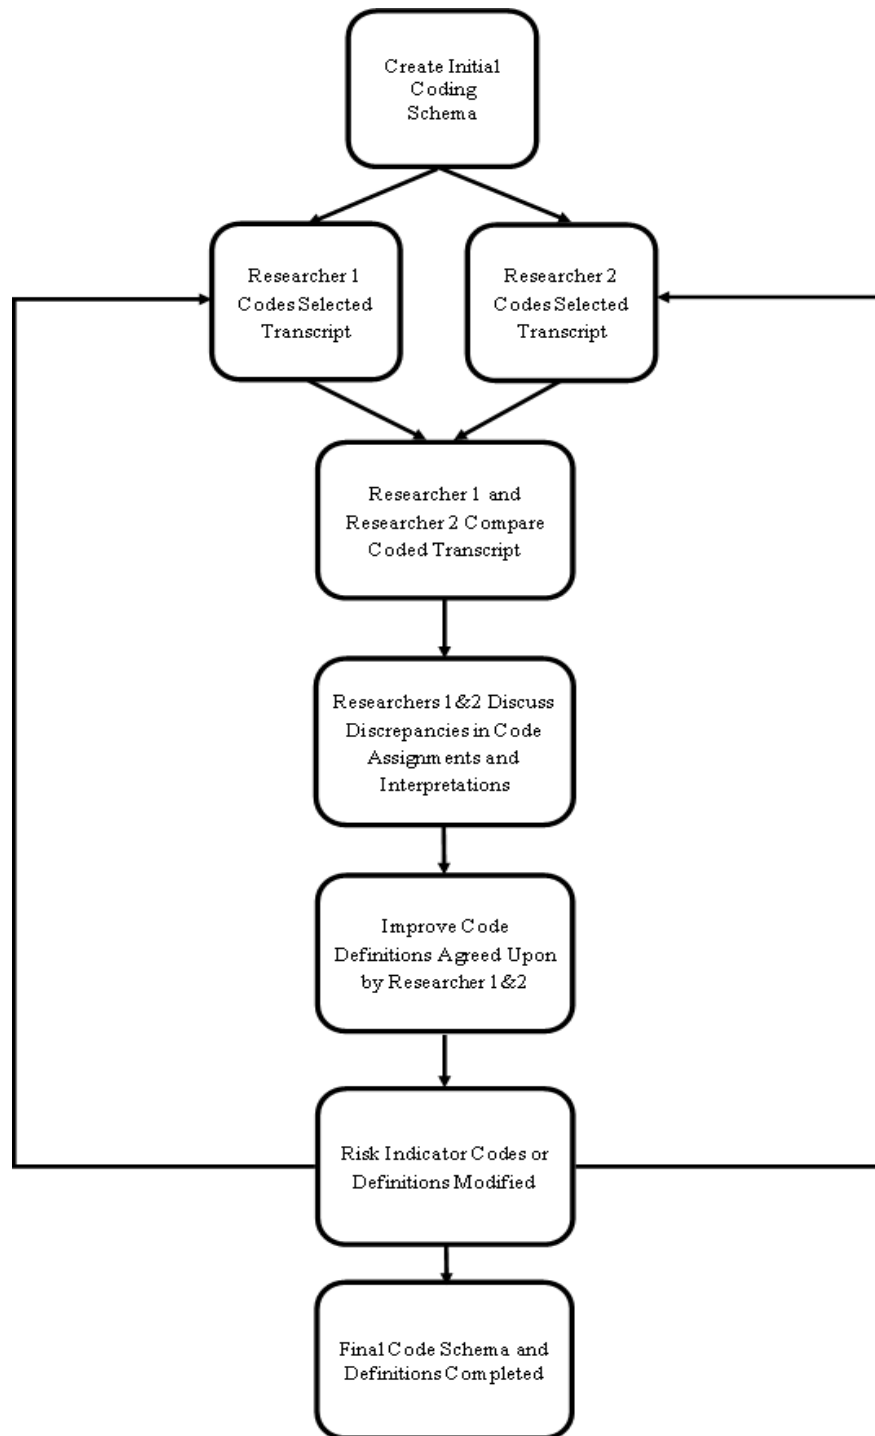 Create Initial
Coding
Schema
Researcher 1
Codes Selected
Transcript
Researcher 2
Codes Selected
Transcript
Researcher 1 and
Researcher 2 Compare
Coded Transcript
Researchers 1&2 Discuss
Discrepancies in Code
Assignments and
Interpretations
Improve Code
Definitions Agreed Upon
by Researcher 1&2
Risk Indicator Codes or
Definitions Modified
Final Code Schema and
Definitions Completed